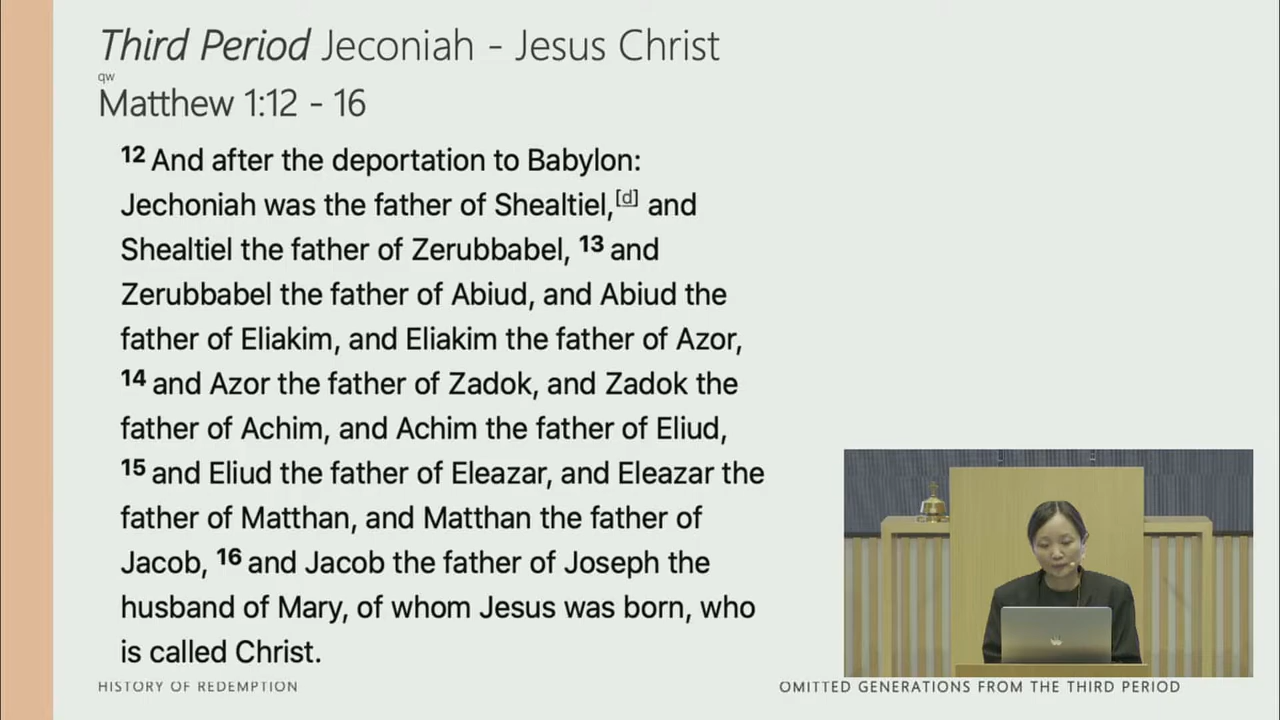 Third Period Jeconiah - Jesus Christ
qw
Matthew 1:12 - 16
12 And after the deportation to Babylon:
Jechoniah was the father of Shealtiel,[d] and
Shealtiel the father of Zerubbabel, 13 and
Zerubbabel the father of Abiud, and Abiud the
father of Eliakim, and Eliakim the father of Azor,
14 and Azor the father of Zadok, and Zadok the
father of Achim, and Achim the father of Eliud,
15 and Eliud the father of Eleazar, and Eleazar the
father of Matthan, and Matthan the father of
Jacob, 16 and Jacob the father of Joseph the
husband of Mary, of whom Jesus was born, who
is called Christ.
HISTORY OF REDEMPTION
OMITTED GENERATIONS FROM THE THIRD PERIOD